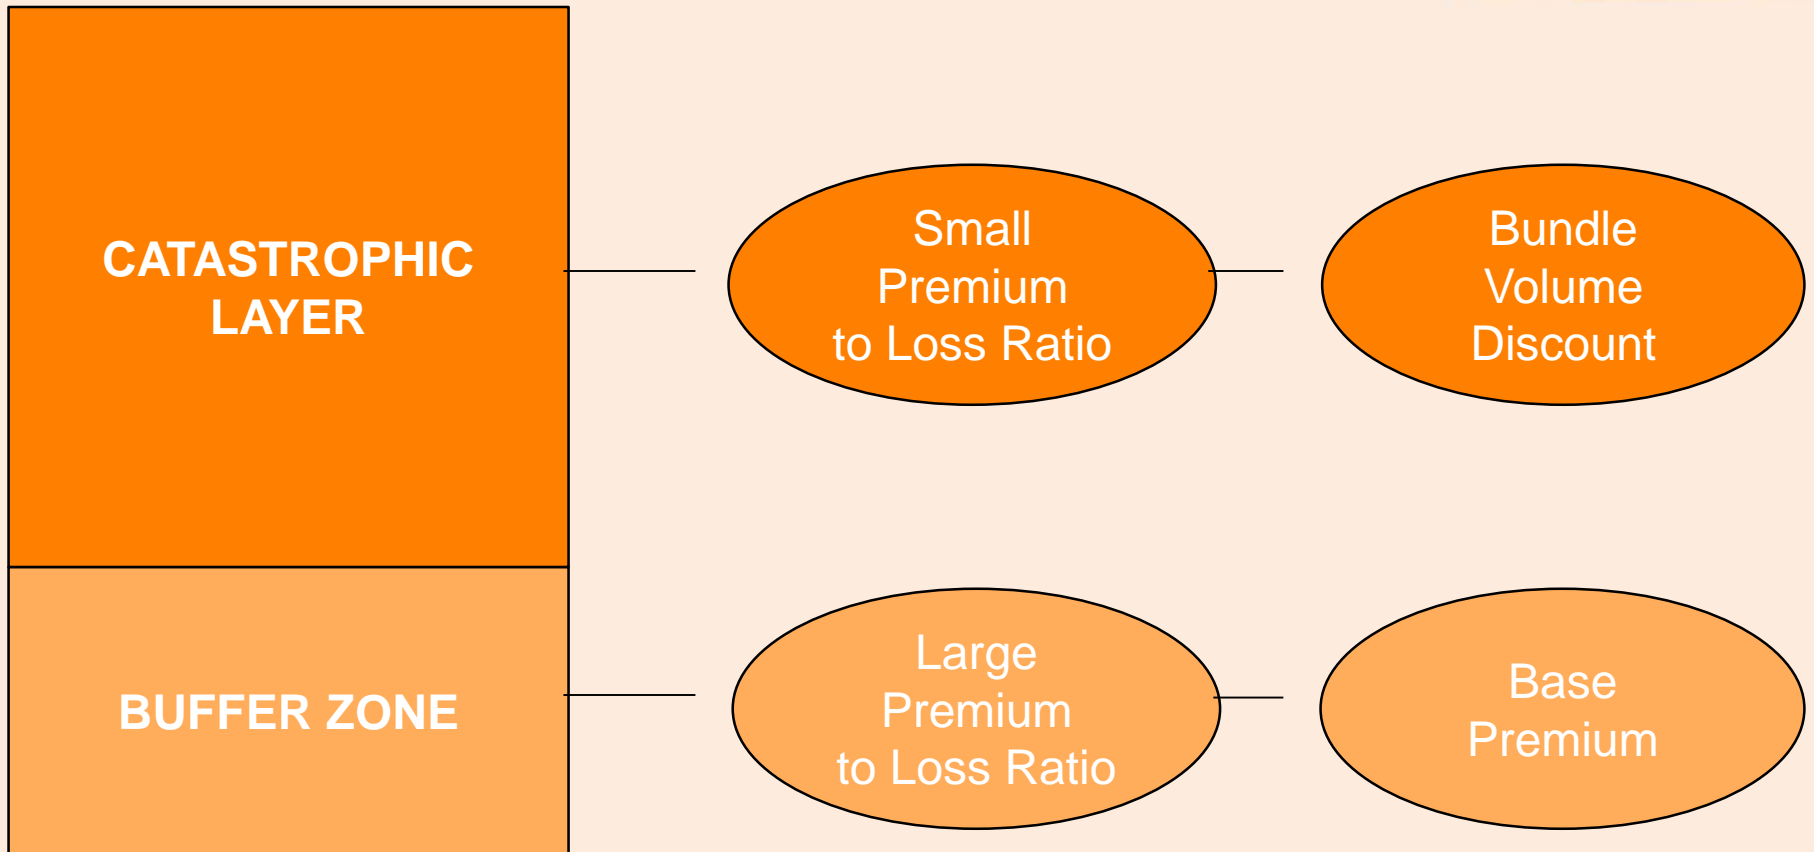 CATASTROPHIC
LAYER
Small
Premium
to Loss Ratio
Bundle
Volume
Discount
BUFFER ZONE
Large
Premium
to Loss Ratio
Base
Premium